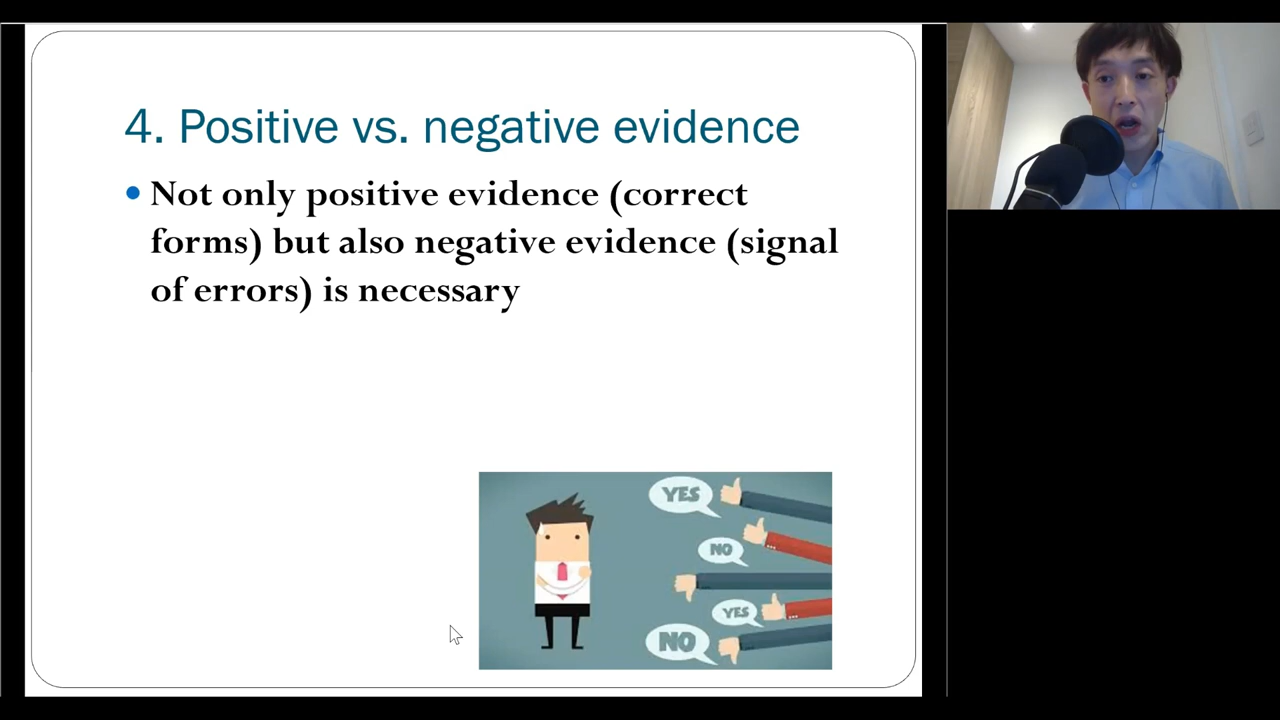 4. Positive vs. negative evidence
Not only positive evidence (correct
forms) but also negative evidence (signal
of errors) is necessary
YES
NO
YES
NO